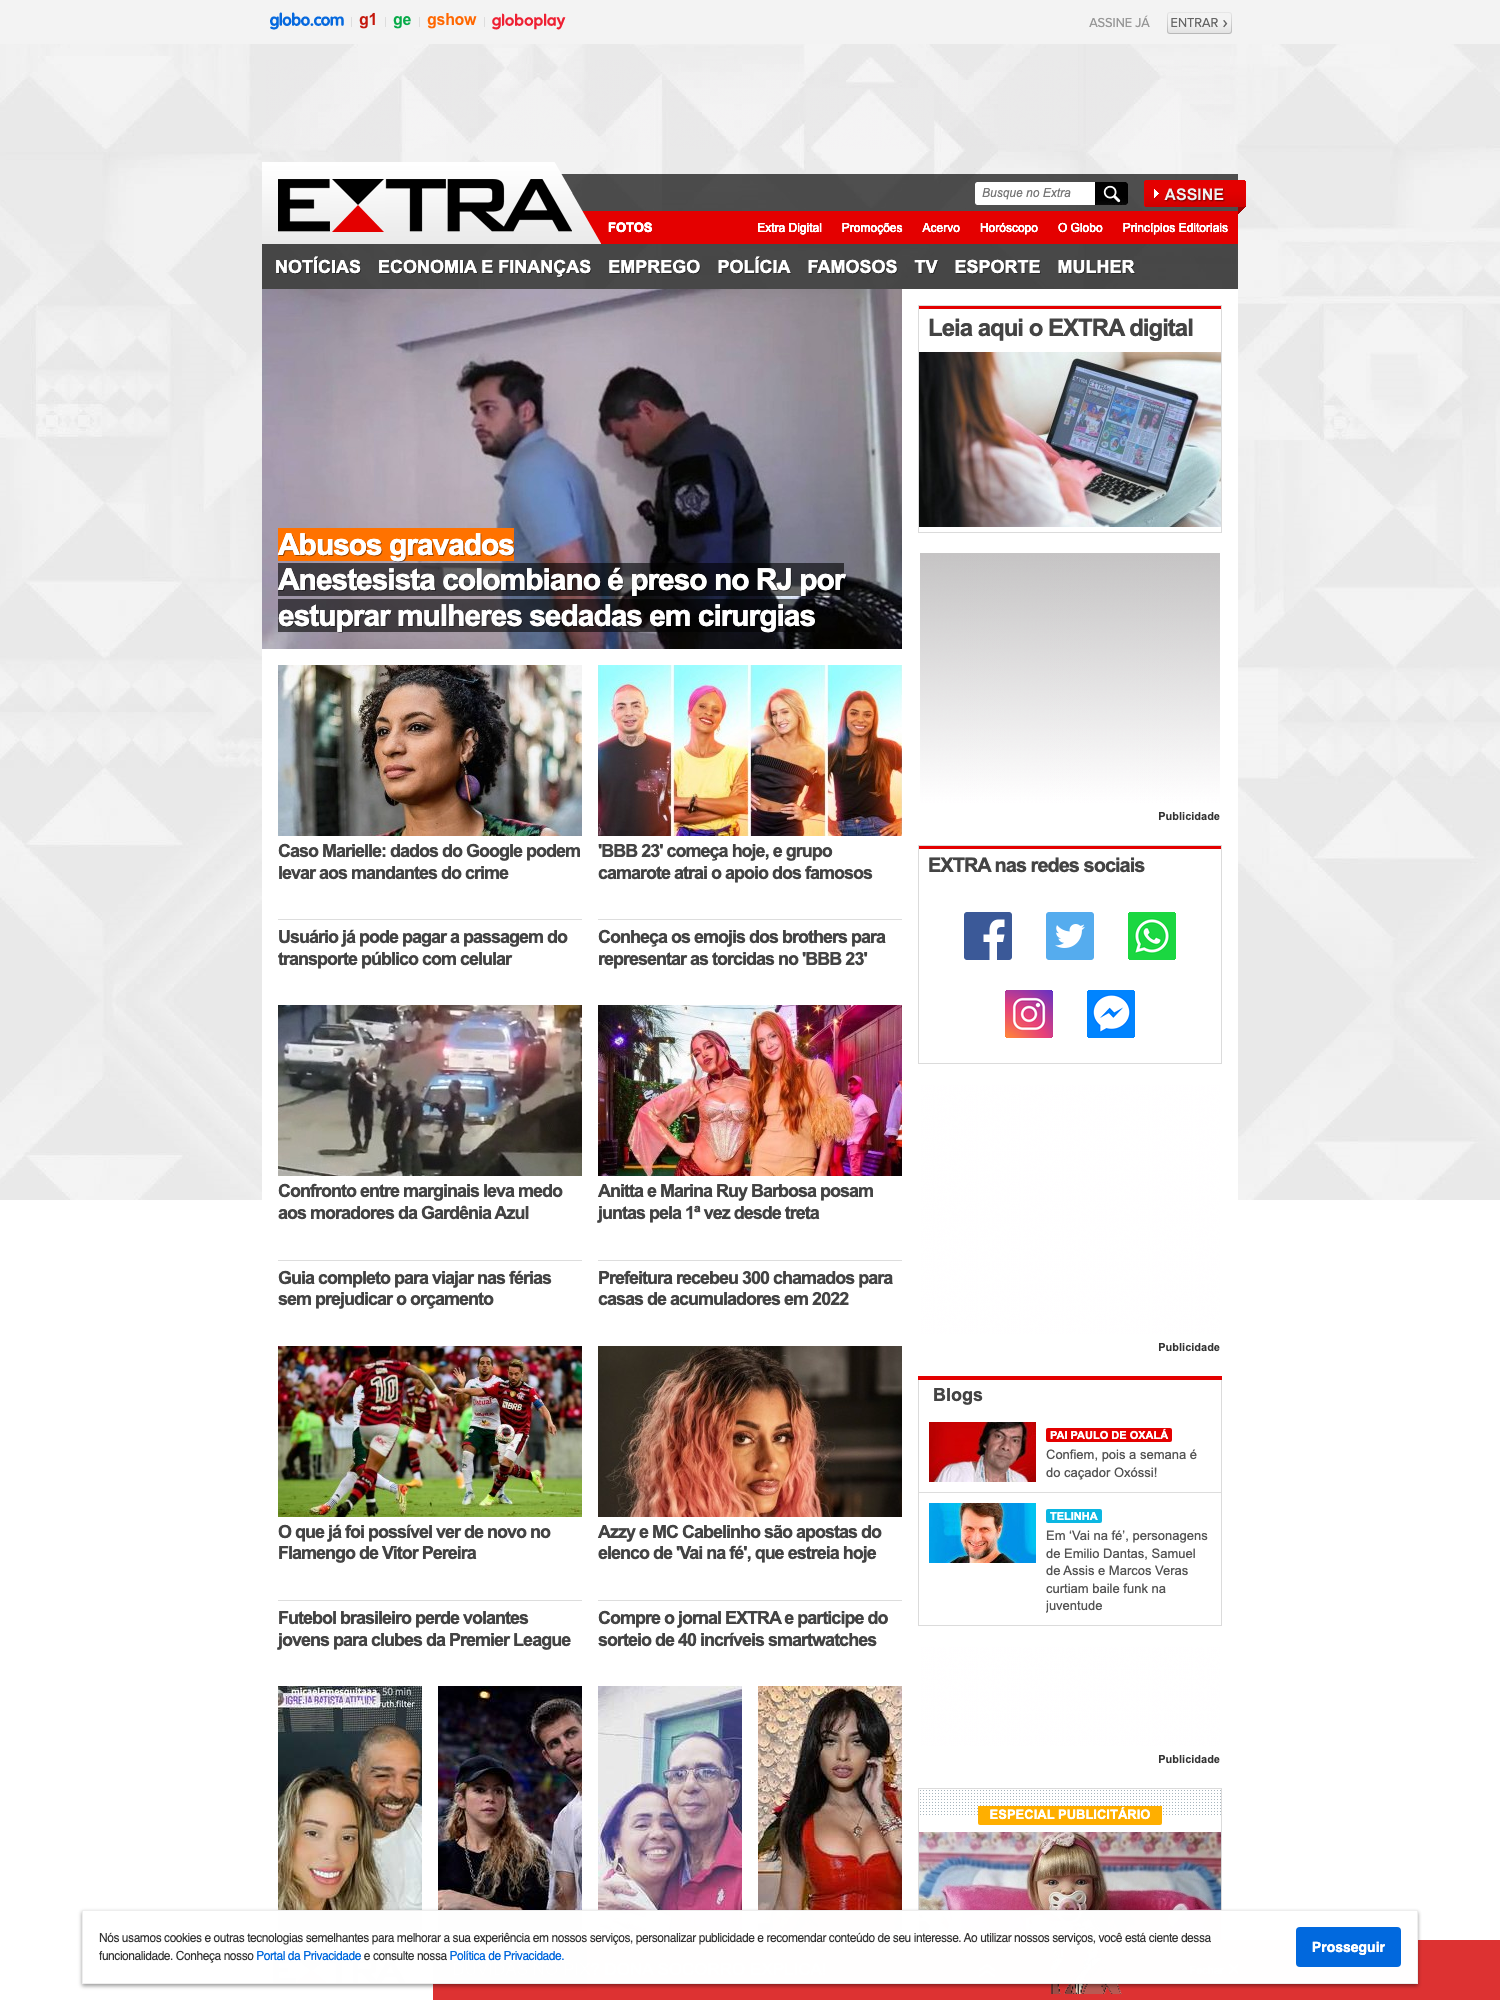 globo.com g1 ge gshow globoplay
ASSINE JÁ ENTRAR ›
EXTRA
Busque no Extra
ASSINE
FOTOS
Extra Digital Promoções Acervo Horóscopo O Globo Princípios Editoriais
NOTÍCIAS ECONOMIA E FINANÇAS EMPREGO POLÍCIA FAMOSOS TV ESPORTE MULHER
Abusos gravados
Anestesista colombiano é preso no RJ por
estuprar mulheres sedadas em cirurgias
Caso Marielle: dados do Google podem
levar aos mandantes do crime
'BBB 23' começa hoje, e grupo
camarote atrai o apoio dos famosos
Usuário já pode pagar a passagem do
transporte público com celular
Conheça os emojis dos brothers para
representar as torcidas no 'BBB 23'
Confronto entre marginais leva medo
aos moradores da Gardênia Azul
Anitta e Marina Ruy Barbosa posam
juntas pela 1ª vez desde treta
Guia completo para viajar nas férias
sem prejudicar o orçamento
Prefeitura recebeu 300 chamados para
casas de acumuladores em 2022
10
BRB
O que já foi possível ver de novo no
Flamengo de Vitor Pereira
Azzy e MC Cabelinho são apostas do
elenco de 'Vai na fé', que estreia hoje
Futebol brasileiro perde volantes
jovens para clubes da Premier League
Compre o jornal EXTRA e participe do
sorteio de 40 incríveis smartwatches
micaelamesquitaaa 50 min
IGREJA BATISTA ATITUDE
Leia aqui o EXTRA digital
Publicidade
EXTRA nas redes sociais
Publicidade
Blogs
PAI PAULO DE OXALÁ
Confiem, pois a semana é
do caçador Oxóssi!
TELINHA
Em ‘Vai na fé’, personagens
de Emilio Dantas, Samuel
de Assis e Marcos Veras
curtiam baile funk na
juventude
Publicidade
ESPECIAL PUBLICITÁRIO
Nós usamos cookies e outras tecnologias semelhantes para melhorar a sua experiência em nossos serviços, personalizar publicidade e recomendar conteúdo de seu interesse. Ao utilizar nossos serviços, você está ciente dessa
funcionalidade. Conheça nosso Portal da Privacidade e consulte nossa Política de Privacidade.
Prosseguir